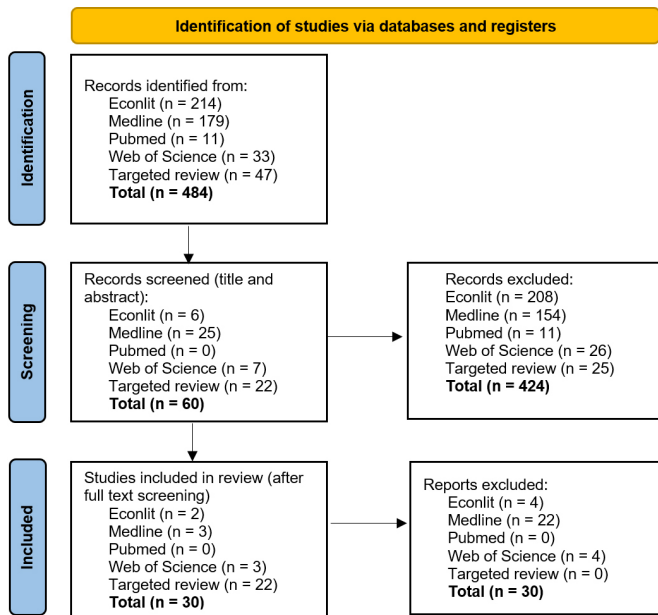 Identification of studies via databases and registers
Identification
Records identified from:
Econlit (n = 214)
Medline (n = 179)
Pubmed (n = 11)
Web of Science (n = 33)
Targeted review (n = 47)
Total (n = 484)
Screening
Records screened (title and
abstract):
Econlit (n = 6)
Medline (n = 25)
Pubmed (n = 0)
Web of Science (n = 7)
Targeted review (n = 22)
Total (n = 60)
Records excluded:
Econlit (n = 208)
Medline (n = 154)
Pubmed (n = 11)
Web of Science (n = 26)
Targeted review (n = 25)
Total (n = 424)
Included
Studies included in review (after
full text screening)
Econlit (n = 2)
Medline (n = 3)
Pubmed (n = 0)
Web of Science (n = 3)
Targeted review (n = 22)
Total (n = 30)
Reports excluded:
Econlit (n = 4)
Medline (n = 22)
Pubmed (n = 0)
Web of Science (n = 4)
Targeted review (n = 0)
Total (n = 30)